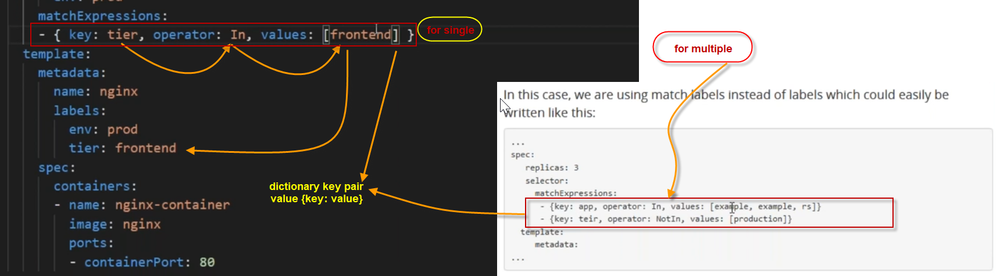 env: prod
matchExpressions:
- { key: tier, operator: In, values: [frontend] }
for single
template:
metadata:
name: nginx
labels:
env: prod
tier: frontend
spec:
containers:
- name: nginx-container
image: nginx
ports:
- containerPort: 80
dictionary key pair
value {key: value}
for multiple
In this case, we are using match labels instead of labels which could easily be
written like this:
...
spec:
replicas: 3
selector:
matchExpressions:
- {key: app, operator: In, values: [example, example, rs]}
- {key: teir, operator: NotIn, values: [production]}
template:
metadata:
...